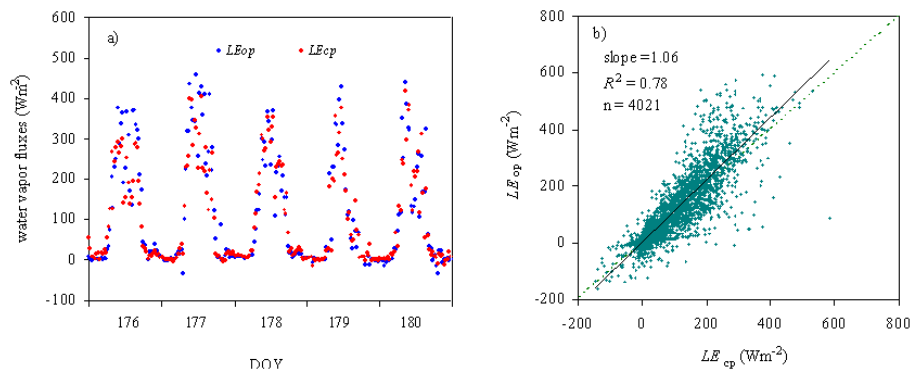 a)
LEop LEcp
water vapor fluxes (Wm²)
600
500
400
300
200
100
0
-100
176 177 178 179 180
DOY
b)
slope =1.06
R² = 0.78
n = 4021
LE op (Wm-2)
800
600
400
200
0
-200
-200 0 200 400 600 800
LE cp (Wm-2)